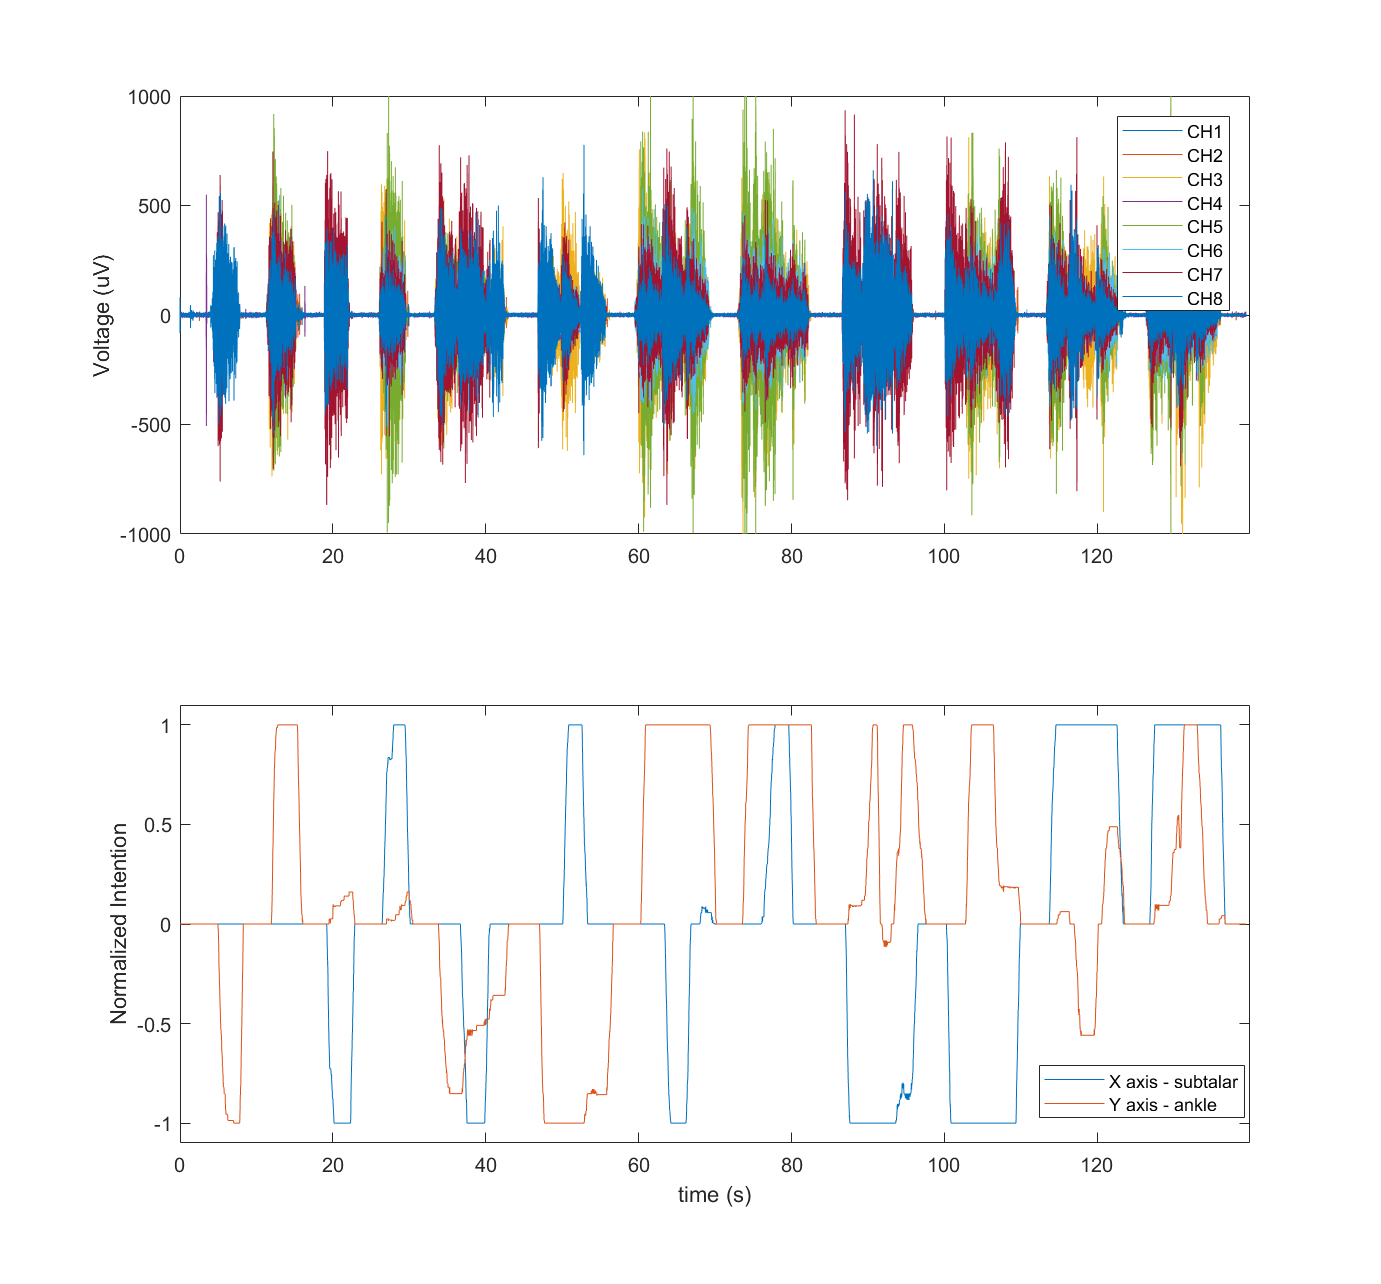 1000
500
0
-500
-1000
Voltage (uV)
CH1
CH2
CH3
CH4
CH5
CH6
CH7
CH8
0 20 40 60 80 100 120
1
0.5
0
-0.5
-1
Normalized Intention
X axis - subtalar
Y axis - ankle
0 20 40 60 80 100 120
time (s)